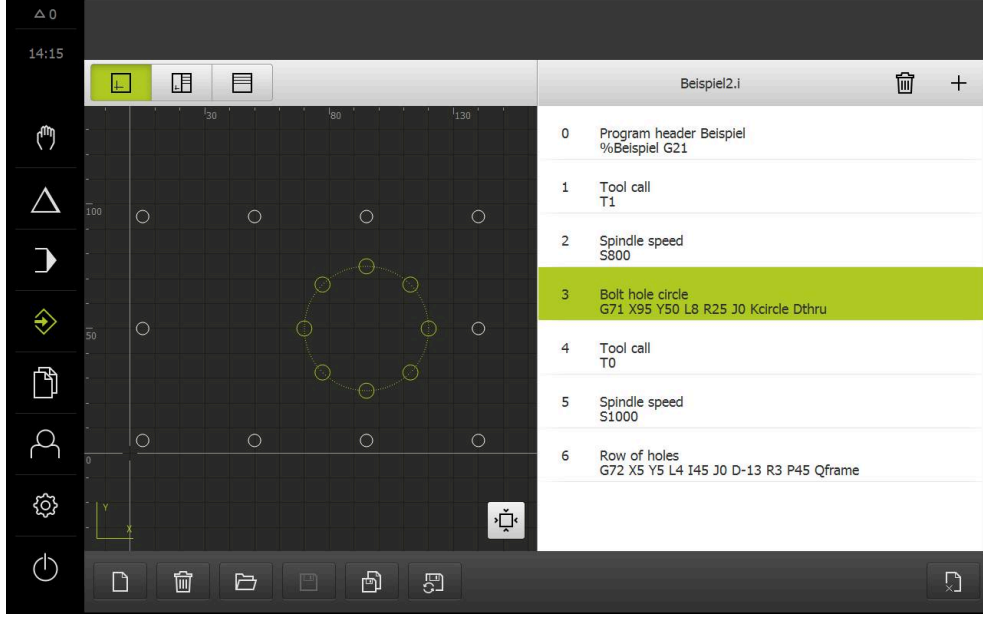 △ 0
14:15
Beispiel2.i
30
80
130
100
50
0
Y
X
0 Program header Beispiel
%Beispiel G21
1 Tool call
T1
2 Spindle speed
S800
3 Bolt hole circle
G71 X95 Y50 L8 R25 J0 Kcircle Dthru
4 Tool call
T0
5 Spindle speed
S1000
6 Row of holes
G72 X5 Y5 L4 I45 J0 D-13 R3 P45 Qframe